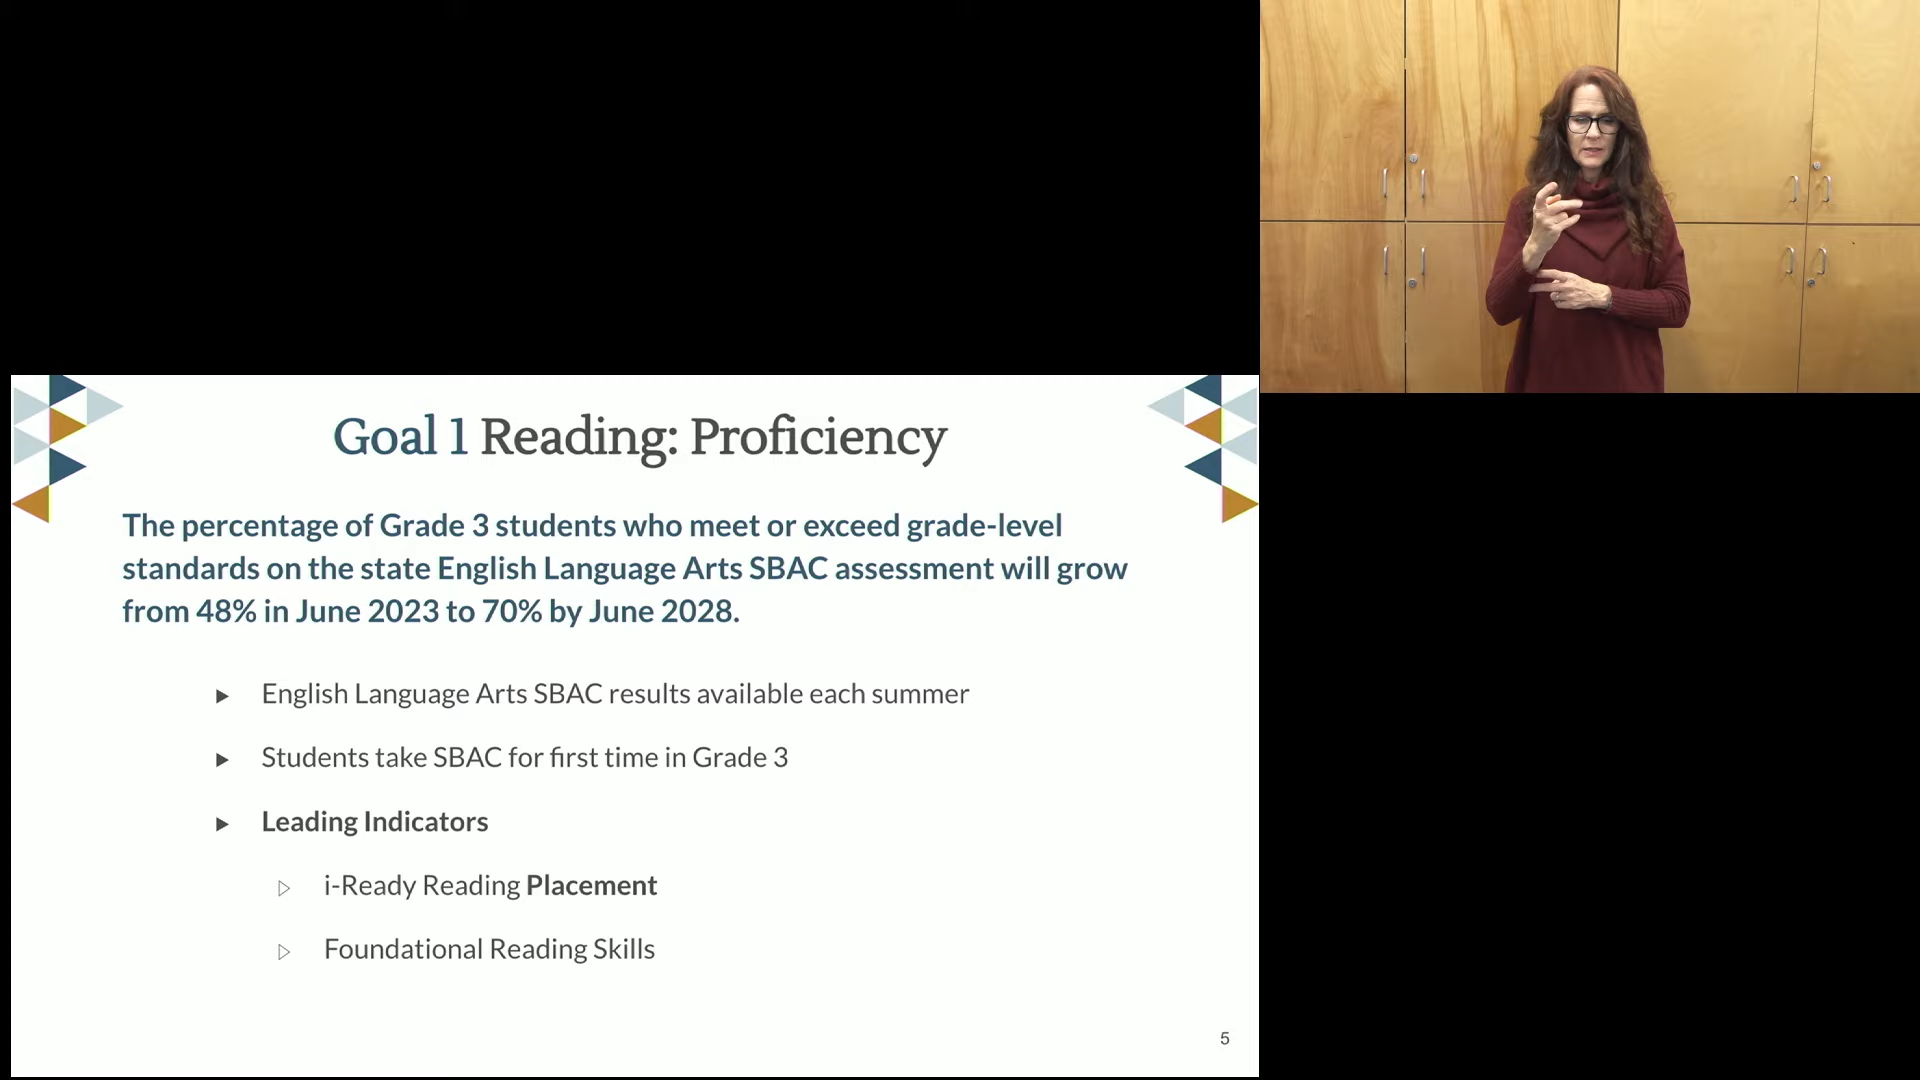 Goal 1 Reading: Proficiency
The percentage of Grade 3 students who meet or exceed grade-level
standards on the state English Language Arts SBAC assessment will grow
from 48% in June 2023 to 70% by June 2028.
English Language Arts SBAC results available each summer
Students take SBAC for first time in Grade 3
Leading Indicators
i-Ready Reading Placement
Foundational Reading Skills
5